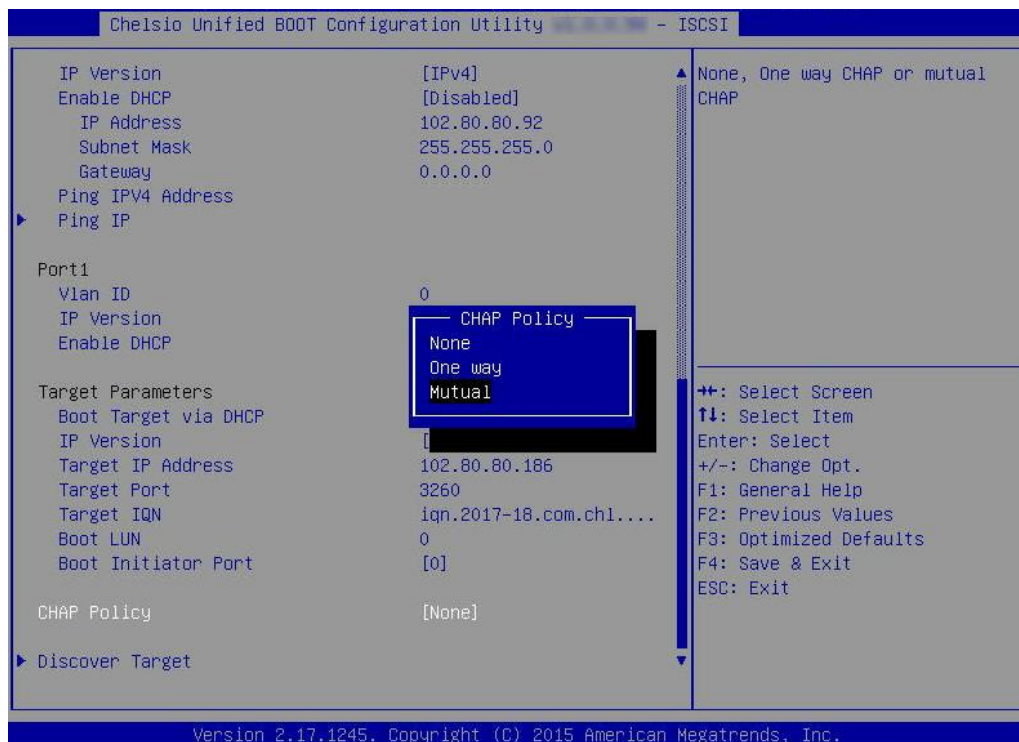 Chelsio Unified BOOT Configuration Utility - ISCSI
IP Version [IPv4]
Enable DHCP [Disabled]
IP Address 102.80.80.92
Subnet Mask 255.255.255.0
Gateway 0.0.0.0
Ping IPV4 Address
Ping IP
Port1
Vlan ID 0
IP Version
Enable DHCP
Target Parameters
Boot Target via DHCP
IP Version [
Target IP Address 102.80.80.186
Target Port 3260
Target IQN iqn.2017-18.com.chl....
Boot LUN 0
Boot Initiator Port [0]
CHAP Policy [None]
Discover Target
CHAP Policy
None
One way
Mutual
None, One way CHAP or mutual
CHAP
→←: Select Screen
↑↓: Select Item
Enter: Select
+/-: Change Opt.
F1: General Help
F2: Previous Values
F3: Optimized Defaults
F4: Save & Exit
ESC: Exit
Version 2.17.1245. Copyright (C) 2015 American Megatrends, Inc.